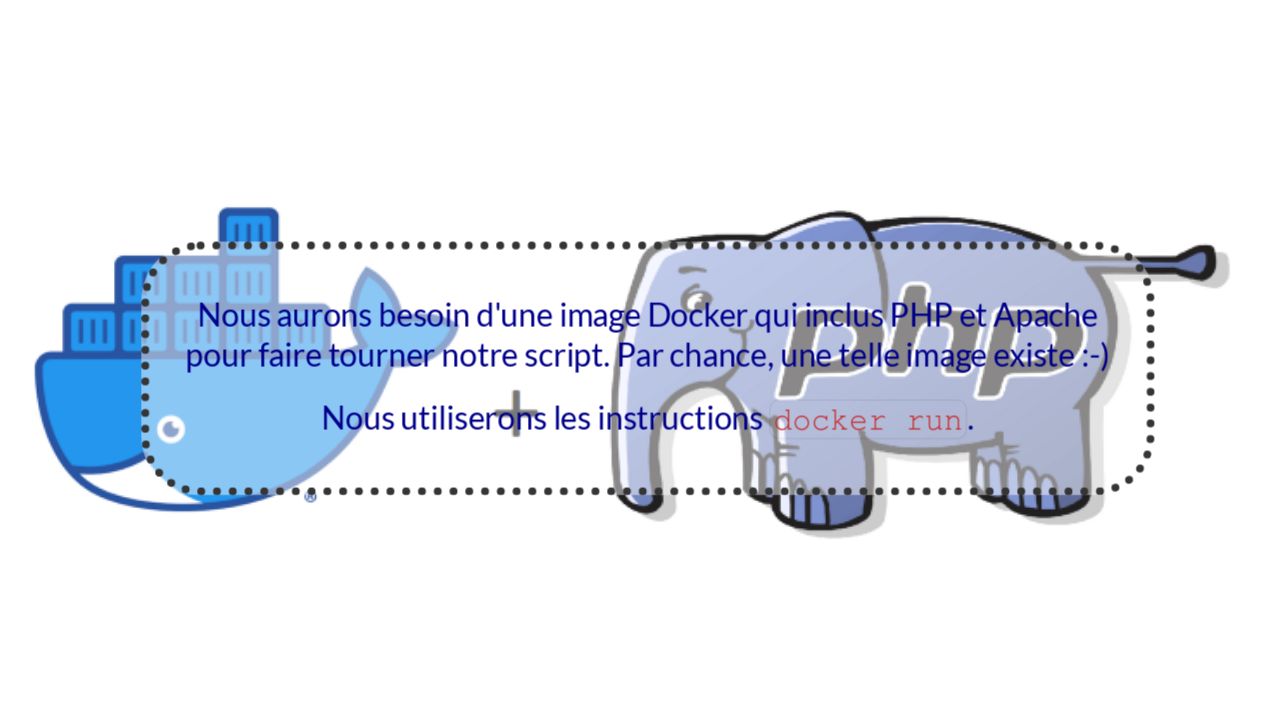 Nous aurons besoin d'une image Docker qui inclus PHP et Apache
pour faire tourner notre script. Par chance, une telle image existe :-)
php
+
Nous utiliserons les instructions docker run.
®